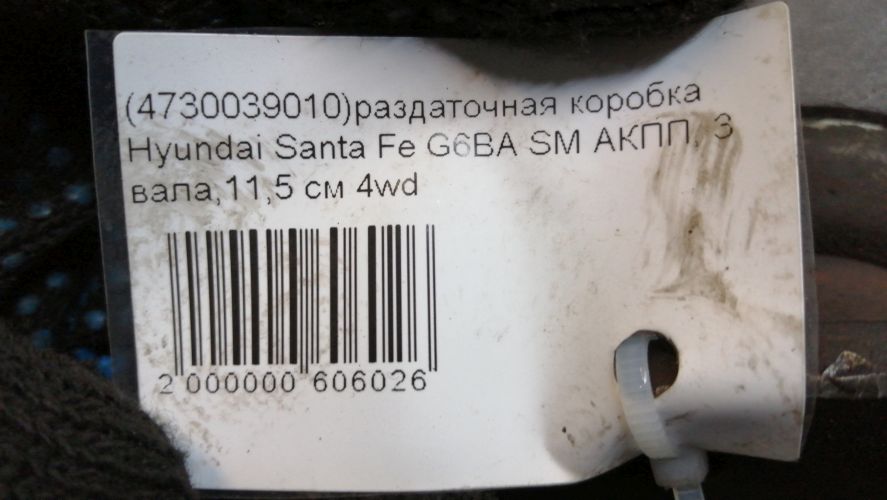 (4730039010)раздаточная коробка
Hyundai Santa Fe G6BA SM АКПП, 3
вала,11,5 см 4wd
2 000000 606026